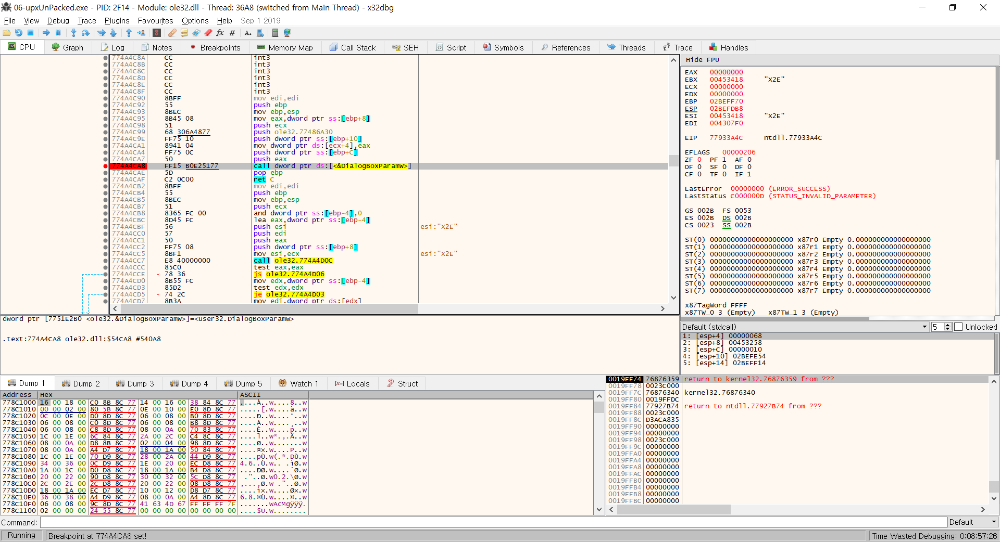 06-upxUnPacked.exe - PID: 2F14 - Module: ole32.dll - Thread: 36A8 (switched from Main Thread) - x32dbg
File View Debug Trace Plugins Favourites Options Help Sep 1 2019
CPU Graph Log Notes Breakpoints Memory Map Call Stack SEH Script Symbols References Threads Trace Handles
774A4C8A CC int3
774A4C8B CC int3
774A4C8C CC int3
774A4C8D CC int3
774A4C8E CC int3
774A4C8F CC int3
774A4C90 8BFF mov edi,edi
774A4C92 55 push ebp
774A4C93 8BEC mov ebp,esp
774A4C95 8B45 08 mov eax,dword ptr ss:[ebp+8]
774A4C98 51 push ecx
774A4C99 68 306A4877 push ole32.77486A30
774A4C9E FF75 10 push dword ptr ss:[ebp+10]
774A4CA1 8941 04 mov dword ptr ds:[ecx+4],eax
774A4CA4 FF75 0C push dword ptr ss:[ebp+C]
774A4CA7 50 push eax
774A4CA8 FF15 B0E25177 call dword ptr ds:[<&DialogBoxParamW>]
774A4CAE 5D pop ebp
774A4CAF C2 0C00 ret C
774A4CB2 8BFF mov edi,edi
774A4CB4 55 push ebp
774A4CB5 8BEC mov ebp,esp
774A4CB7 51 push ecx
774A4CB8 8365 FC 00 and dword ptr ss:[ebp-4],0
774A4CBC 8D45 FC lea eax,dword ptr ss:[ebp-4]
774A4CBF 56 push esi esi:"X2E"
774A4CC0 57 push edi
774A4CC1 50 push eax
774A4CC2 FF75 08 push dword ptr ss:[ebp+8]
774A4CC5 8BF1 mov esi,ecx esi:"X2E"
774A4CC7 E8 40000000 call ole32.774A4D0C
774A4CCC 85C0 test eax,eax
774A4CCE 78 36 js ole32.774A4D06
774A4CD0 8B55 FC mov edx,dword ptr ss:[ebp-4]
774A4CD3 85D2 test edx,edx
774A4CD5 74 2C je ole32.774A4D03
774A4CD7 8B3A mov edi,dword ptr ds:[edx]
dword ptr [7751E2B0 <ole32.&DialogBoxParamW>]=<user32.DialogBoxParamW>
.text:774A4CA8 ole32.dll:$54CA8 #540A8
Hide FPU
EAX 00000000
EBX 00453418 "X2E"
ECX 00000000
EDX 00000000
EBP 02BEFF70
ESP 02BEFDB8
ESI 00453418 "X2E"
EDI 004307F0
EIP 77933A4C ntdll.77933A4C
EFLAGS 00000206
ZF 0 PF 1 AF 0
OF 0 SF 0 DF 0
CF 0 TF 0 IF 1
LastError 00000000 (ERROR_SUCCESS)
LastStatus C000000D (STATUS_INVALID_PARAMETER)
GS 002B FS 0053
ES 002B DS 002B
CS 0023 SS 002B
ST(0) 00000000000000000000 x87r0 Empty 0.000000000000000000
ST(1) 00000000000000000000 x87r1 Empty 0.000000000000000000
ST(2) 00000000000000000000 x87r2 Empty 0.000000000000000000
ST(3) 00000000000000000000 x87r3 Empty 0.000000000000000000
ST(4) 00000000000000000000 x87r4 Empty 0.000000000000000000
ST(5) 00000000000000000000 x87r5 Empty 0.000000000000000000
ST(6) 00000000000000000000 x87r6 Empty 0.000000000000000000
ST(7) 00000000000000000000 x87r7 Empty 0.000000000000000000
x87TagWord FFFF
x87TW_0 3 (Empty) x87TW_1 3 (Empty)
Default (stdcall) 5 Unlocked
1: [esp+4] 00000068
2: [esp+8] 00453258
3: [esp+C] 00000010
4: [esp+10] 02BEFE54
5: [esp+14] 02BEFF14
Dump 1 Dump 2 Dump 3 Dump 4 Dump 5 Watch 1 [x=] Locals Struct
Address Hex ASCII
778C1000 16 00 18 00 C0 8B 8C 77 14 00 16 00 38 84 8C 77 ....À..w....8..w
778C1010 00 00 02 00 80 5B 8C 77 0E 00 10 00 E0 8D 8C 77 .....[.w....à..w
778C1020 0C 00 0E 00 D0 8D 8C 77 06 00 08 00 B0 8D 8C 77 ....Ð..w....°..w
778C1030 06 00 08 00 C0 8D 8C 77 06 00 08 00 B8 8D 8C 77 ....À..w....¸..w
778C1040 06 00 08 00 C8 8D 8C 77 08 00 0A 00 70 83 8C 77 ....È..w....p..w
778C1050 1C 00 1E 00 6C 84 8C 77 2A 00 2C 00 C4 8C 8C 77 ....l..w*.,.Ä..w
778C1060 08 00 0A 00 D8 8B 8C 77 02 00 04 00 98 8D 8C 77 ....Ø..w.......w
778C1070 08 00 0A 00 A4 D7 8C 77 18 00 1A 00 50 84 8C 77 ....¤×.w....P..w
778C1080 1C 00 1E 00 70 D9 8C 77 28 00 2A 00 44 D9 8C 77 ....pÙ.w(.*.DÙ.w
778C1090 34 00 36 00 0C D9 8C 77 1E 00 20 00 EC D8 8C 77 4.6..Ù.w.. .ìØ.w
778C10A0 1A 00 1C 00 D0 D8 8C 77 18 00 1A 00 B4 D8 8C 77 ....ÐØ.w....´Ø.w
778C10B0 20 00 22 00 90 D8 8C 77 30 00 32 00 5C D8 8C 77  ."..Ø.w0.2.\Ø.w
778C10C0 2C 00 2E 00 2C D8 8C 77 20 00 22 00 08 D8 8C 77 ,...,Ø.w ."..Ø.w
778C10D0 18 00 1A 00 EC D7 8C 77 10 00 12 00 D8 D7 8C 77 ....ì×.w....Ø×.w
778C10E0 36 00 38 00 A4 D9 8C 77 08 00 0A 00 A4 8D 8C 77 6.8.¤Ù.w....¤..w
778C10F0 06 00 08 00 9C 8D 8C 77 41 63 4D 67 FF FF FF 7F .......wAcMgÿÿÿ.
778C1100 02 00 00 00 24 55 8C 77 00 00 00 00 00 00 00 00 ....$U.w........
0019FF74 76876359 return to kernel32.76876359 from ???
0019FF78 0023C000
0019FF7C 76876340 kernel32.76876340
0019FF80 0019FFDC
0019FF84 77927B74 return to ntdll.77927B74 from ???
0019FF88 0023C000
0019FF8C D3ACA835
0019FF90 00000000
0019FF94 00000000
0019FF98 0023C000
0019FF9C 00000000
0019FFA0 00000000
0019FFA4 00000000
0019FFA8 00000000
0019FFAC 00000000
0019FFB0 00000000
0019FFB4 00000000
0019FFB8 00000000
0019FFBC 00000000
Command: Default
Running Breakpoint at 774A4CA8 set! Time Wasted Debugging: 0:08:57:26